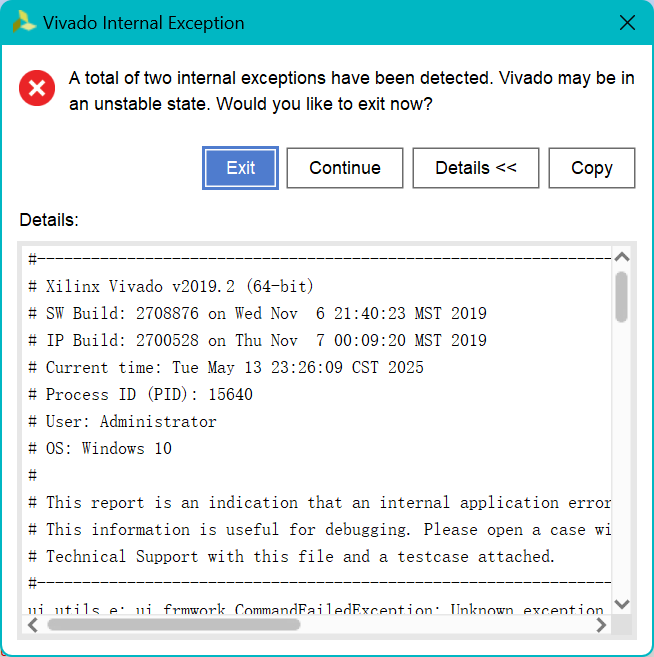 Vivado Internal Exception
A total of two internal exceptions have been detected. Vivado may be in
an unstable state. Would you like to exit now?
Exit
Continue
Details <<
Copy
Details:
#----------------------------------------------------------------
# Xilinx Vivado v2019.2 (64-bit)
# SW Build: 2708876 on Wed Nov  6 21:40:23 MST 2019
# IP Build: 2700528 on Thu Nov  7 00:09:20 MST 2019
# Current time: Tue May 13 23:26:09 CST 2025
# Process ID (PID): 15640
# User: Administrator
# OS: Windows 10
#
# This report is an indication that an internal application error
# This information is useful for debugging. Please open a case wi
# Technical Support with this file and a testcase attached.
#----------------------------------------------------------------
ui.utils.e: ui.frmwork.CommandFailedException: Unknown exception